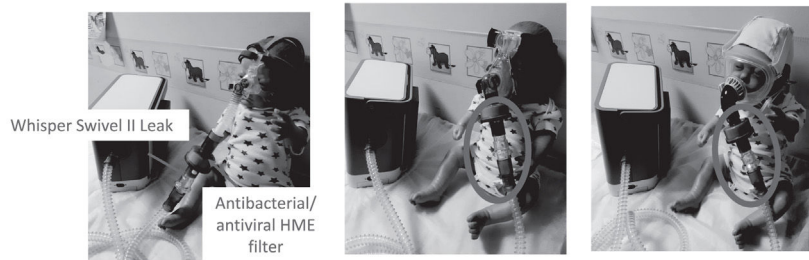 Whisper Swivel II Leak
Antibacterial/
antiviral HME
filter